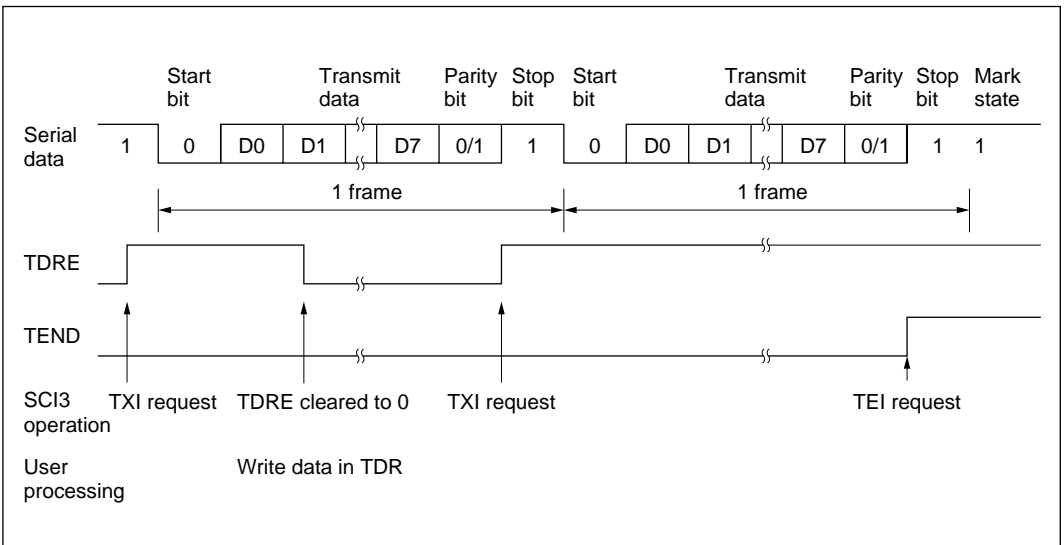 Start bit Transmit data Parity bit Stop bit Start bit Transmit data Parity bit Stop bit Mark state
Serial data 1 0 D0 D1 D7 0/1 1 0 D0 D1 D7 0/1 1 1
1 frame 1 frame
TDRE
TEND
SCI3 operation TXI request TDRE cleared to 0 TXI request TEI request
User processing Write data in TDR